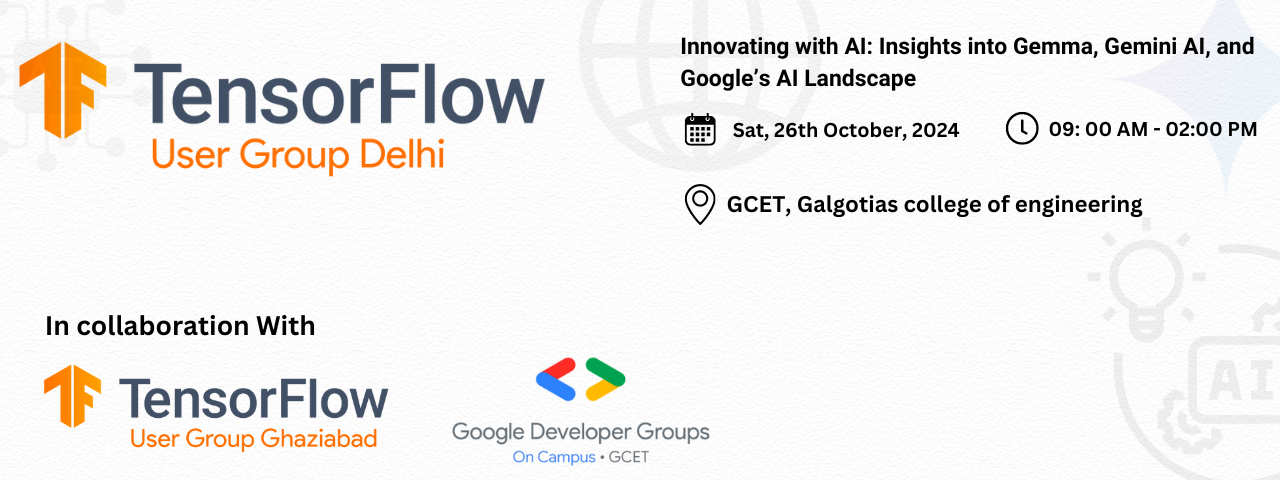 TensorFlow
User Group Delhi
Innovating with AI: Insights into Gemma, Gemini AI, and
Google’s AI Landscape
Sat, 26th October, 2024
09: 00 AM - 02:00 PM
GCET, Galgotias college of engineering
In collaboration With
TensorFlow
User Group Ghaziabad
Google Developer Groups
On Campus • GCET
AI